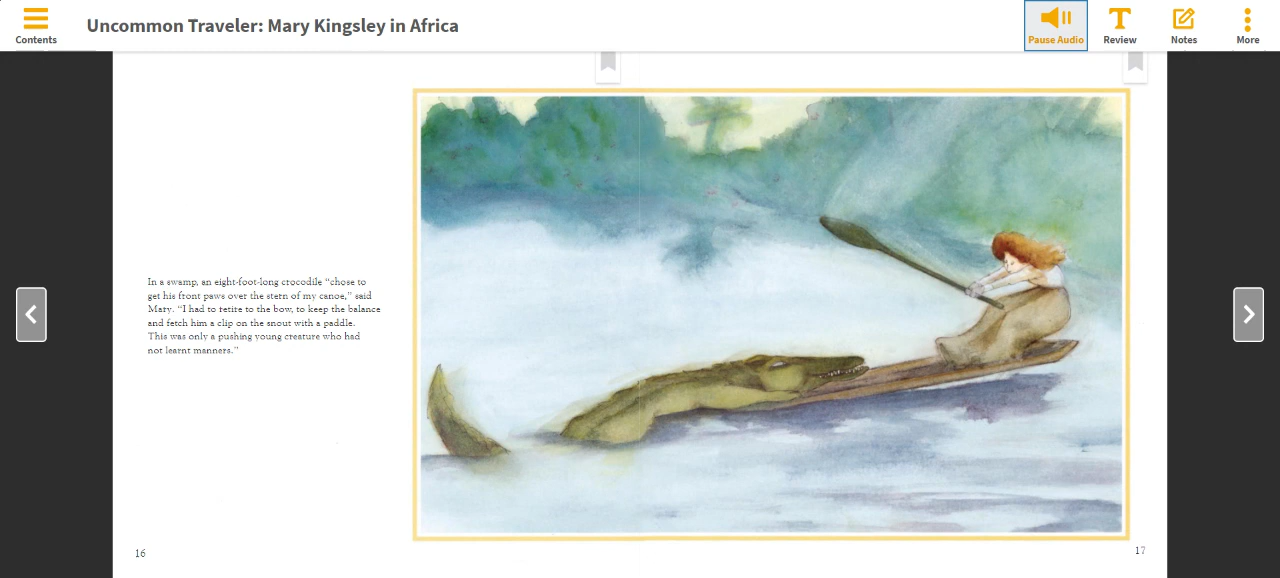 Contents
Uncommon Traveler: Mary Kingsley in Africa
Pause Audio
Review
Notes
More
In a swamp, an eight-foot-long crocodile “chose to
get his front paws over the stern of my canoe,” said
Mary. “I had to retire to the bow, to keep the balance
and fetch him a clip on the snout with a paddle.
This was only a pushing young creature who had
not learnt manners.”
16
17